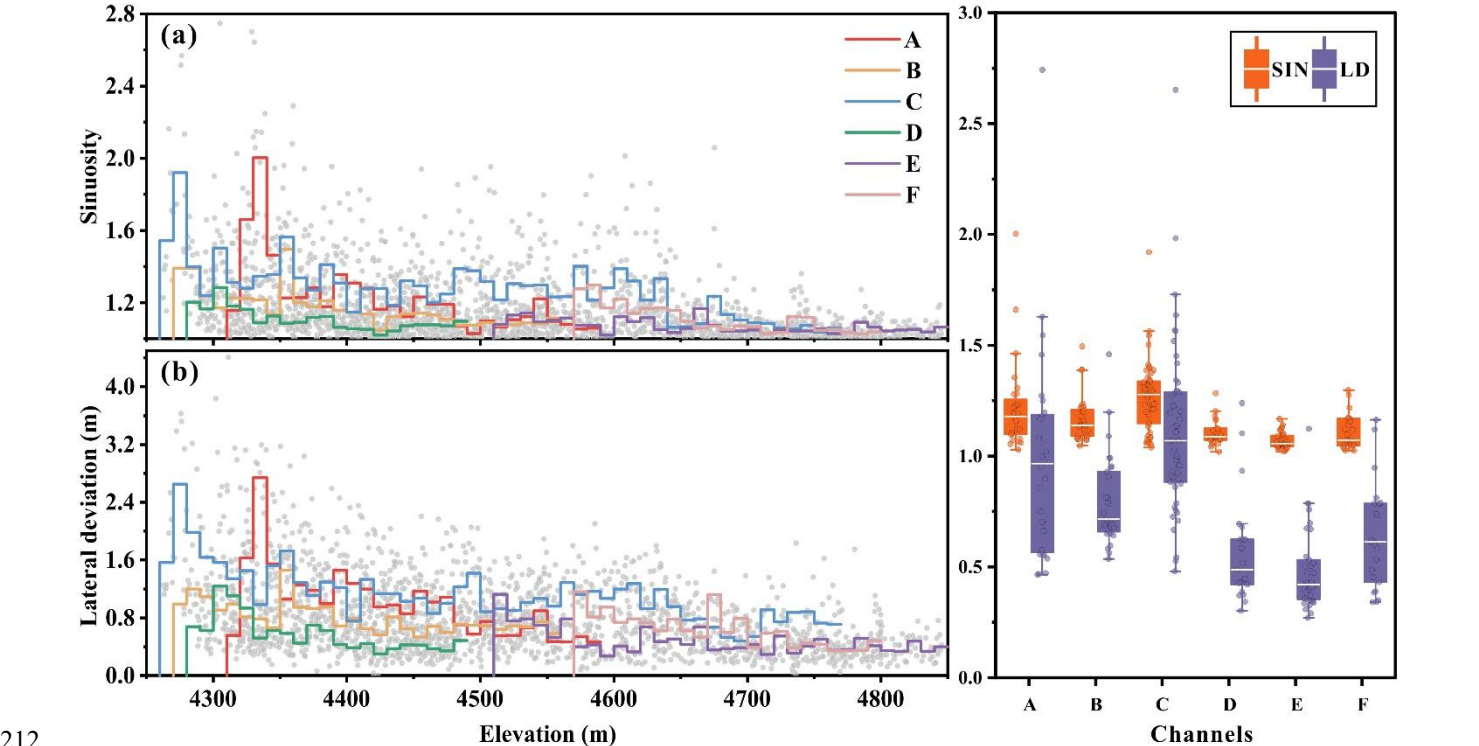 (a)
2.8
2.4
2.0
1.6
1.2
Sinuosity
A
B
C
D
E
F
(b)
4.0
3.2
2.4
1.6
0.8
0.0
Lateral deviation (m)
4300 4400 4500 4600 4700 4800
Elevation (m)
3.0
2.5
2.0
1.5
1.0
0.5
0.0
SIN LD
A B C D E F
Channels
212